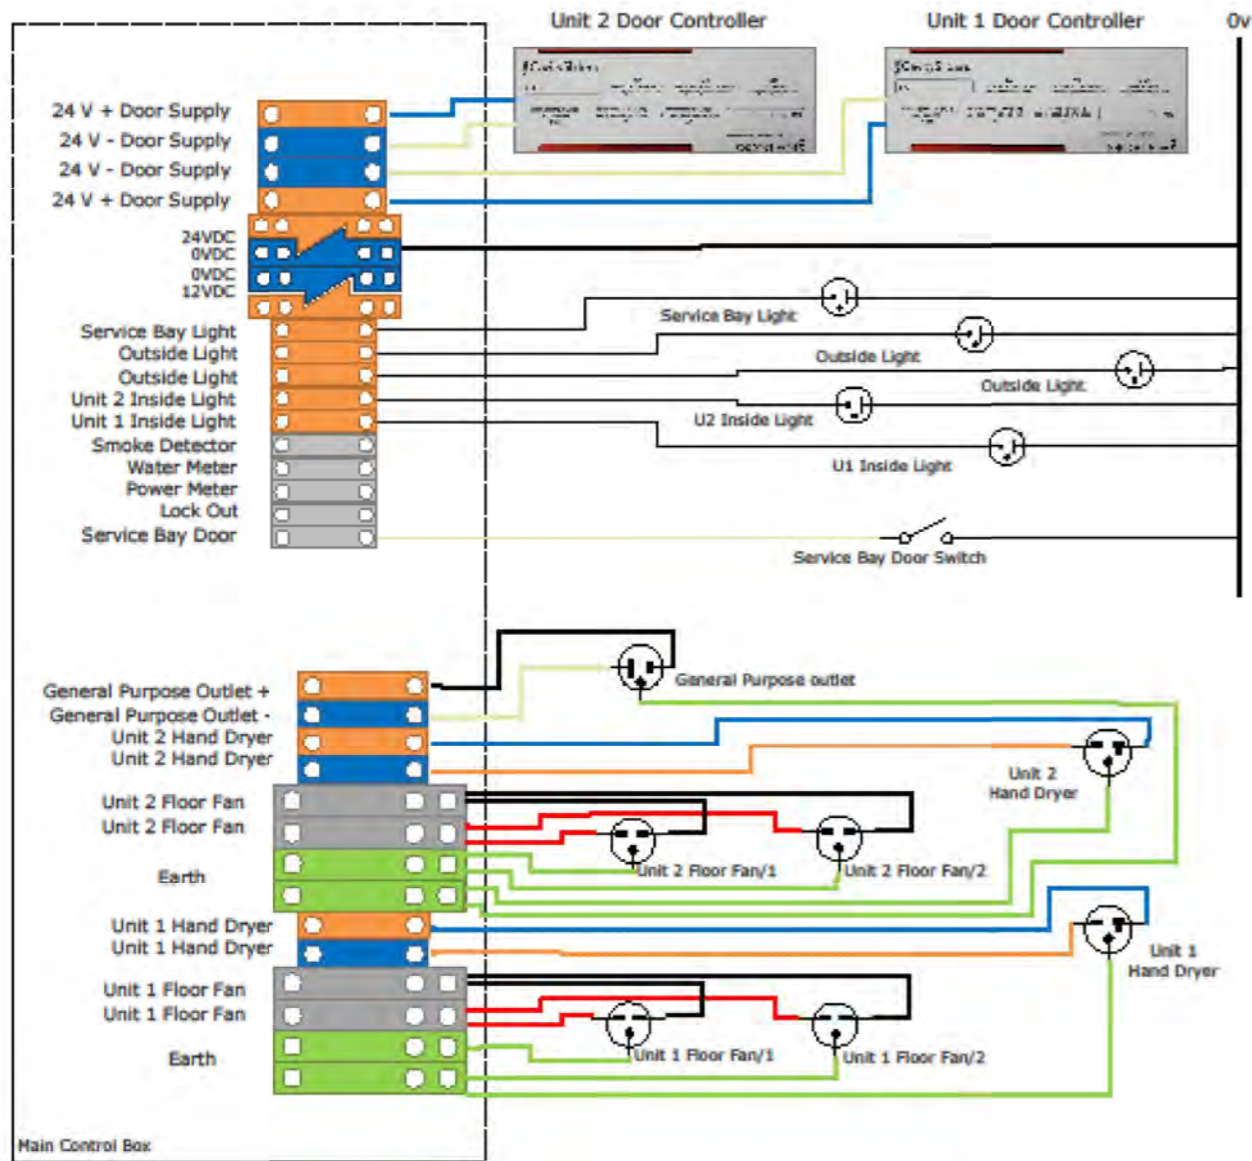 Unit 2 Door Controller
Unit 1 Door Controller
0v
24 V + Door Supply
24 V - Door Supply
24 V - Door Supply
24 V + Door Supply
24VDC
0VDC
0VDC
12VDC
Service Bay Light
Outside Light
Outside Light
Unit 2 Inside Light
Unit 1 Inside Light
Smoke Detector
Water Meter
Power Meter
Lock Out
Service Bay Door
Service Bay Light
Outside Light
Outside Light
U2 Inside Light
U1 Inside Light
Service Bay Door Switch
General Purpose Outlet +
General Purpose Outlet -
Unit 2 Hand Dryer
Unit 2 Hand Dryer
Unit 2 Floor Fan
Unit 2 Floor Fan
Earth
Unit 1 Hand Dryer
Unit 1 Hand Dryer
Unit 1 Floor Fan
Unit 1 Floor Fan
Earth
General Purpose outlet
Unit 2
Hand Dryer
Unit 2 Floor Fan/1
Unit 2 Floor Fan/2
Unit 1
Hand Dryer
Unit 1 Floor Fan/1
Unit 1 Floor Fan/2
Main Control Box